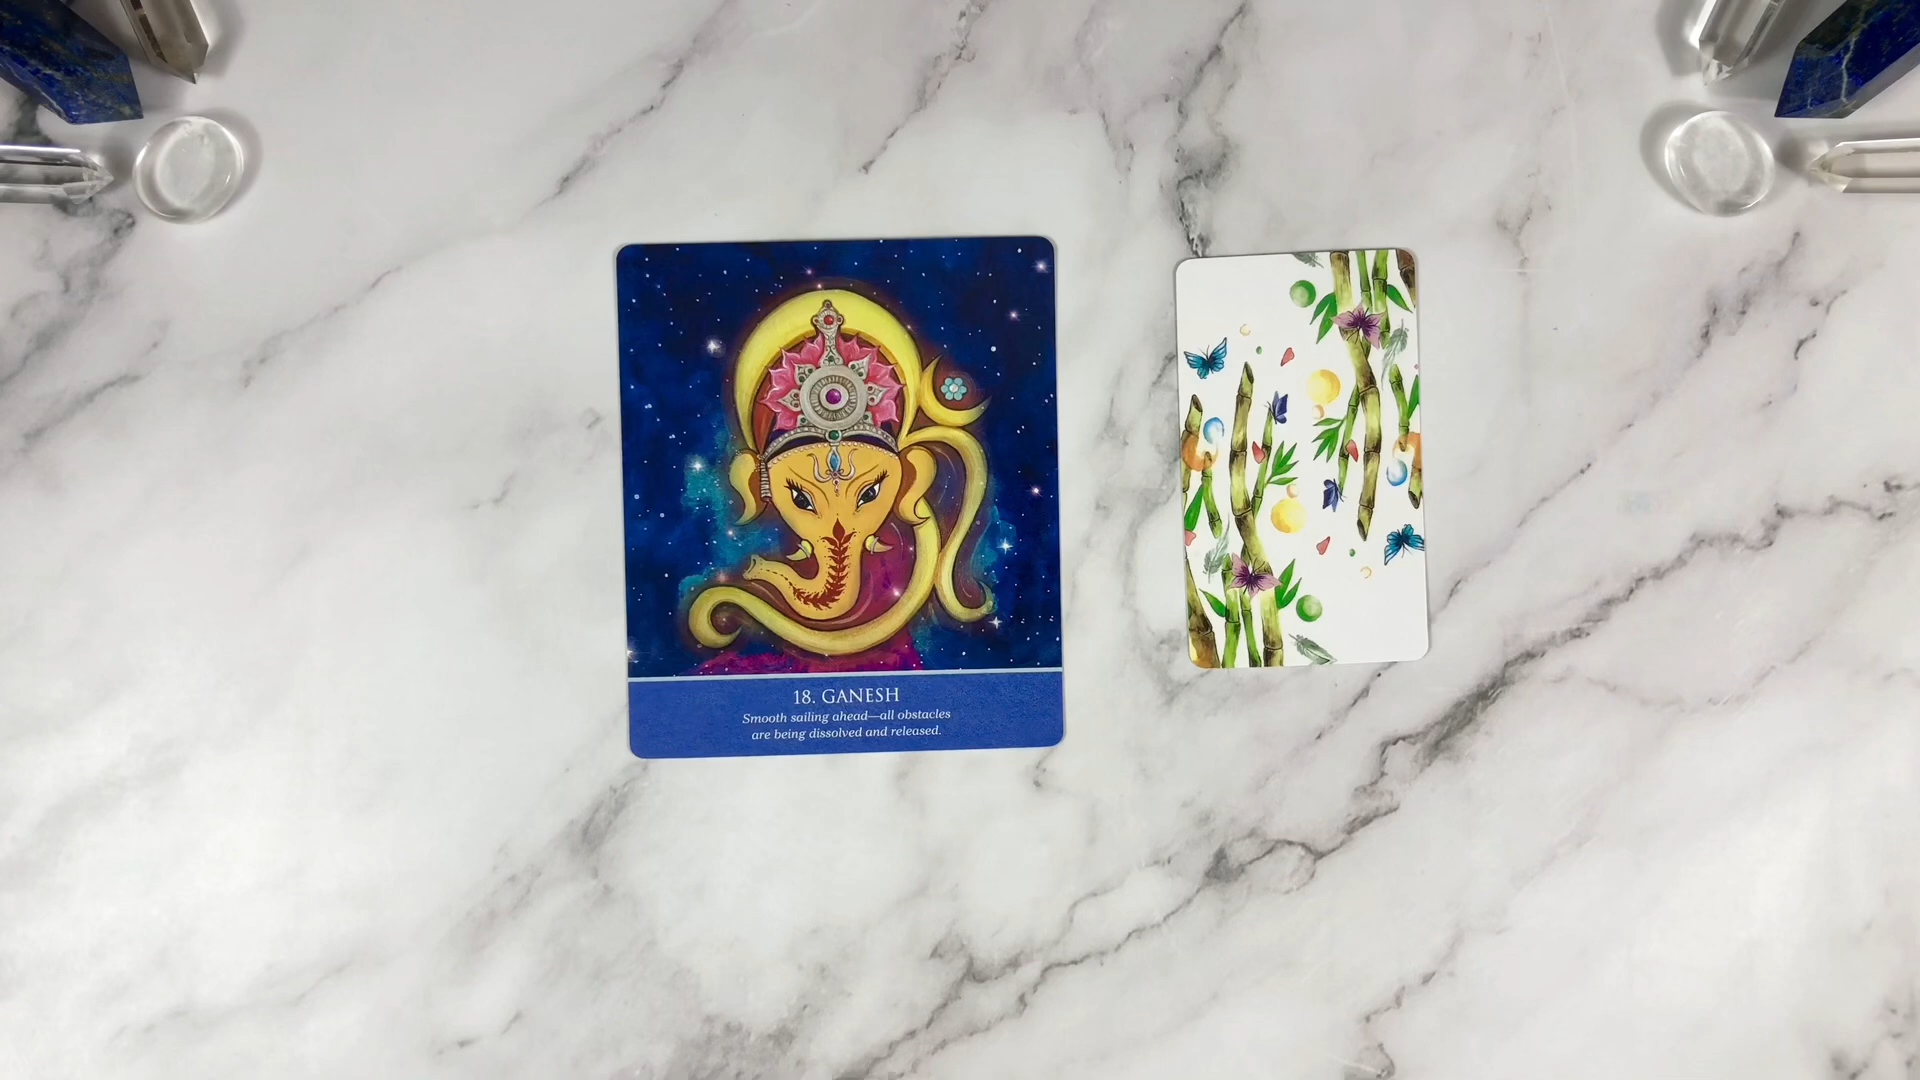 18. GANESH
Smooth sailing ahead—all obstacles
are being dissolved and released.